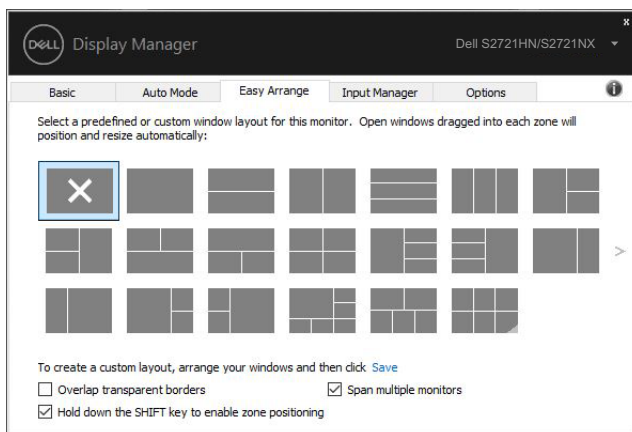 x
DELL Display Manager Dell S2721HN/S2721NX
Basic Auto Mode Easy Arrange Input Manager Options
Select a predefined or custom window layout for this monitor. Open windows dragged into each zone will
position and resize automatically:
To create a custom layout, arrange your windows and then click Save
Overlap transparent borders Span multiple monitors
Hold down the SHIFT key to enable zone positioning